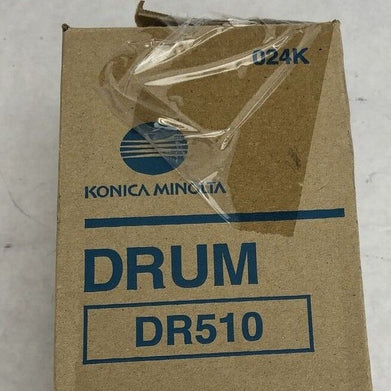 024K
KONICA MINOLTA
DRUM
DR510